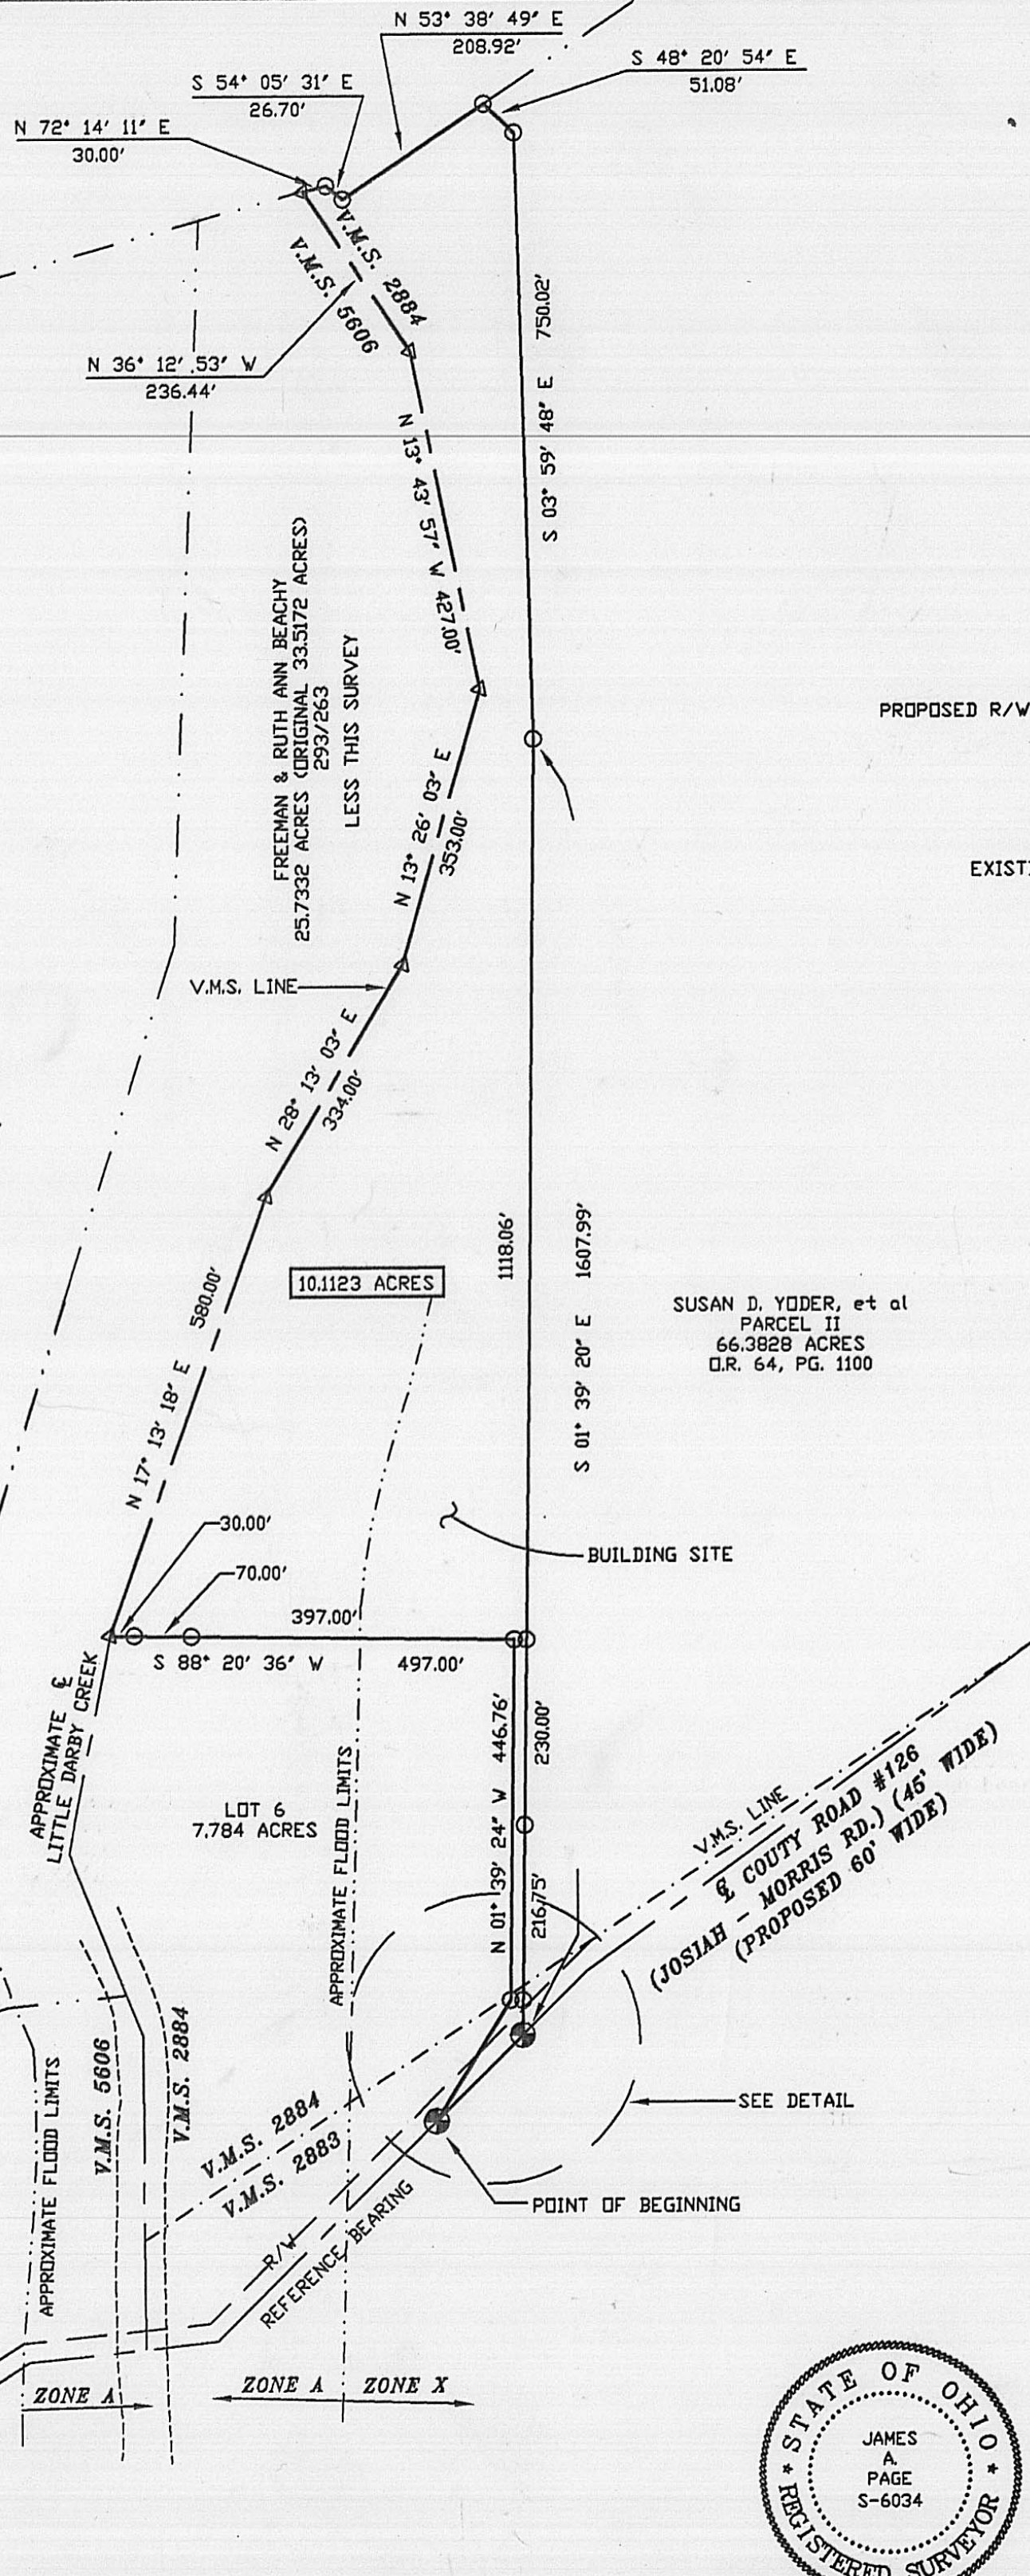 N 53° 38' 49" E
208.92'
S 48° 20' 54" E
51.08'
S 54° 05' 31" E
26.70'
N 72° 14' 11" E
30.00'
V.M.S. 2884
V.M.S. 5606
N 36° 12' 53" W
236.44'
750.02'
S 03° 59' 48" E
N 13° 43' 57" W 427.00'
FREEMAN & RUTH ANN BEACHY
25.7332 ACRES (ORIGINAL 33.5172 ACRES)
293/263
LESS THIS SURVEY
PROPOSED R/W
N 13° 26' 03" E
353.00'
V.M.S. LINE
N 28° 13' 03" E
334.00'
1118.06'
S 01° 39' 20" E 1607.99'
10.1123 ACRES
SUSAN D. YODER, et al
PARCEL II
66.3828 ACRES
O.R. 64, PG. 1100
N 17° 13' 18" E 580.00'
30.00'
70.00'
BUILDING SITE
397.00'
S 88° 20' 36" W 497.00'
APPROXIMATE ℄
LITTLE DARBY CREEK
N 01° 39' 24" W 446.76'
230.00'
216.75'
LOT 6
7.784 ACRES
APPROXIMATE FLOOD LIMITS
V.M.S. LINE
℄ COUTY ROAD #126
(JOSIAH - MORRIS RD.) (45' WIDE)
(PROPOSED 60' WIDE)
V.M.S. 5606
V.M.S. 2884
APPROXIMATE FLOOD LIMITS
V.M.S. 2884
V.M.S. 2883
SEE DETAIL
POINT OF BEGINNING
R/W
REFERENCE BEARING
ZONE A
ZONE A
ZONE X
STATE OF OHIO
JAMES
A.
PAGE
S-6034
REGISTERED SURVEYOR